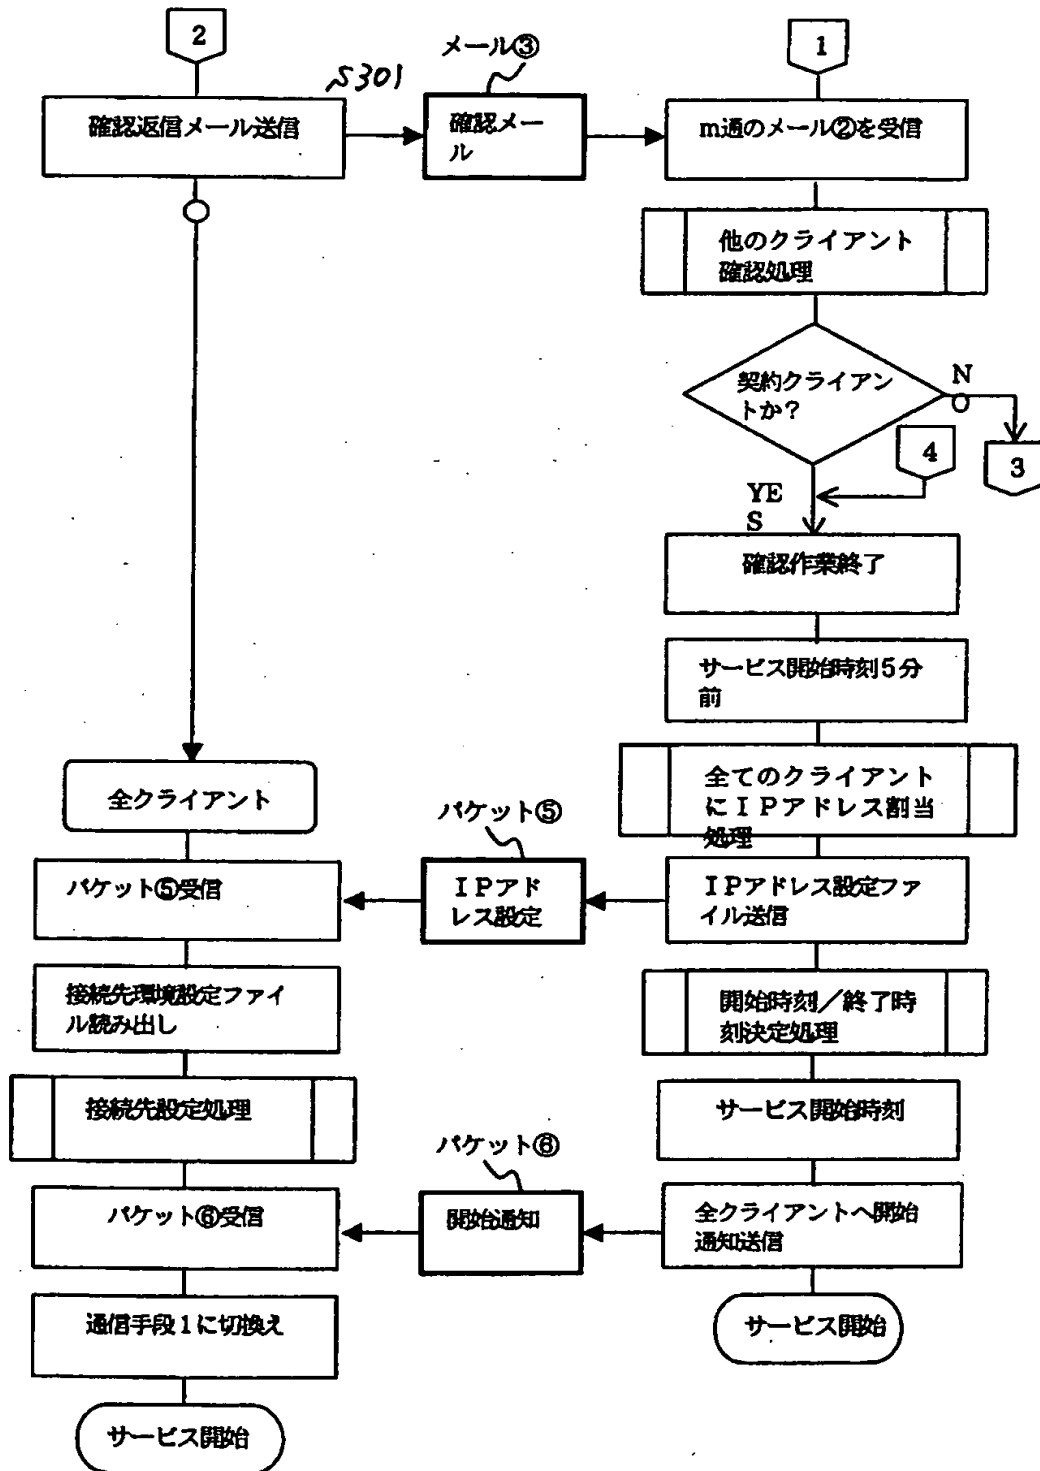 2
メール③
1
S301
確認返信メール送信
確認メー
ル
m通のメール②を受信
他のクライアント
確認処理
契約クライアン
トか?
N
O
4
3
YE
S
確認作業終了
サービス開始時刻5分
前
全てのクライアント
にIPアドレス割当
処理
全クライアント
パケット⑤
パケット⑤受信
IPアド
レス設定
IPアドレス設定ファ
イル送信
接続先環境設定ファイ
ル読み出し
開始時刻/終了時
刻決定処理
接続先設定処理
サービス開始時刻
パケット⑥
パケット⑥受信
開始通知
全クライアントへ開始
通知送信
通信手段1に切換え
サービス開始
サービス開始